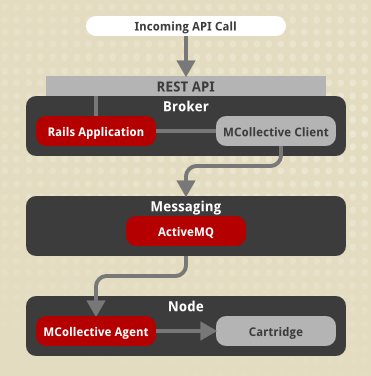 Incoming API Call
REST API
Broker
Rails Application
MCollective Client
Messaging
ActiveMQ
Node
MCollective Agent
Cartridge